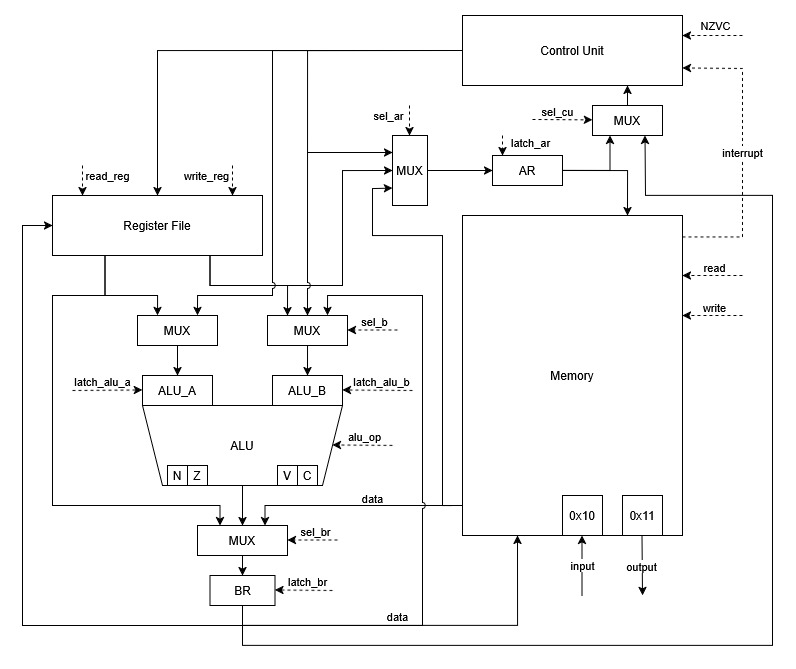 NZVC
Control Unit
sel_ar
sel_cu
MUX
latch_ar
interrupt
MUX
AR
read_reg
write_reg
Register File
read
write
MUX
MUX
sel_b
latch_alu_a
ALU_A
ALU_B
latch_alu_b
Memory
ALU
alu_op
N
Z
V
C
data
0x10
0x11
MUX
sel_br
input
output
BR
latch_br
data